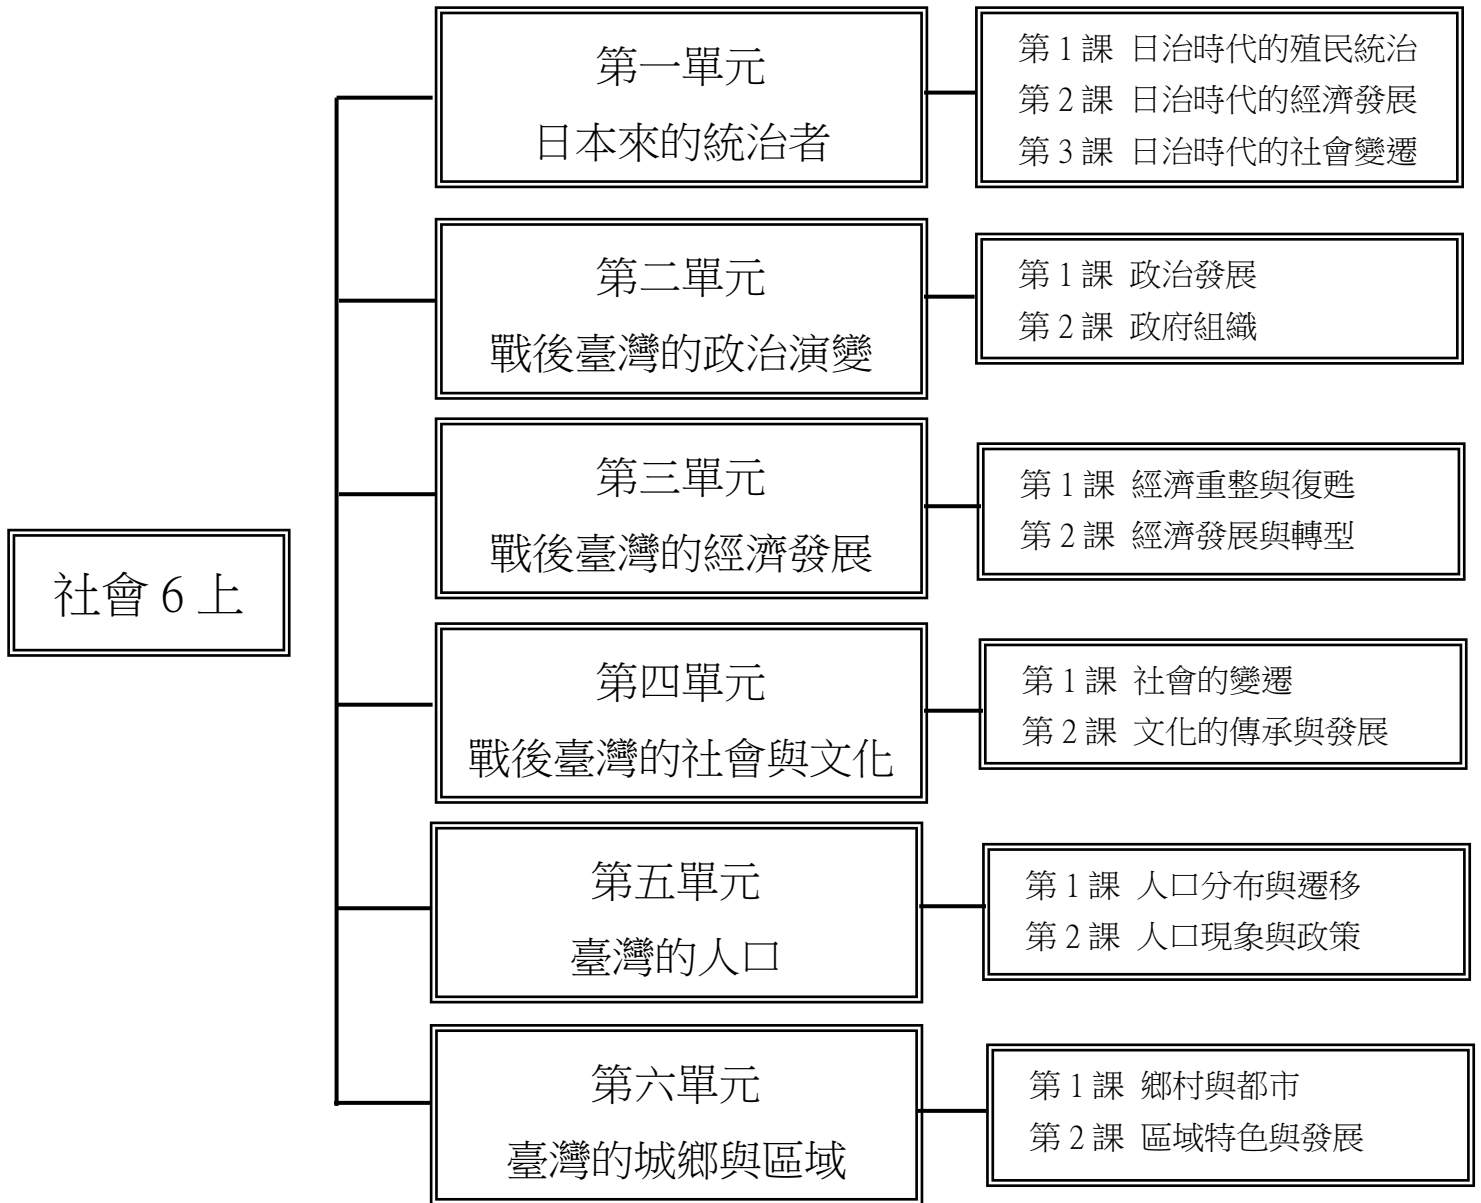 社會 6 上
第一單元
日本來的統治者
第 1 課 日治時代的殖民統治
第 2 課 日治時代的經濟發展
第 3 課 日治時代的社會變遷
第二單元
戰後臺灣的政治演變
第 1 課 政治發展
第 2 課 政府組織
第三單元
戰後臺灣的經濟發展
第 1 課 經濟重整與復甦
第 2 課 經濟發展與轉型
第四單元
戰後臺灣的社會與文化
第 1 課 社會的變遷
第 2 課 文化的傳承與發展
第五單元
臺灣的人口
第 1 課 人口分布與遷移
第 2 課 人口現象與政策
第六單元
臺灣的城鄉與區域
第 1 課 鄉村與都市
第 2 課 區域特色與發展